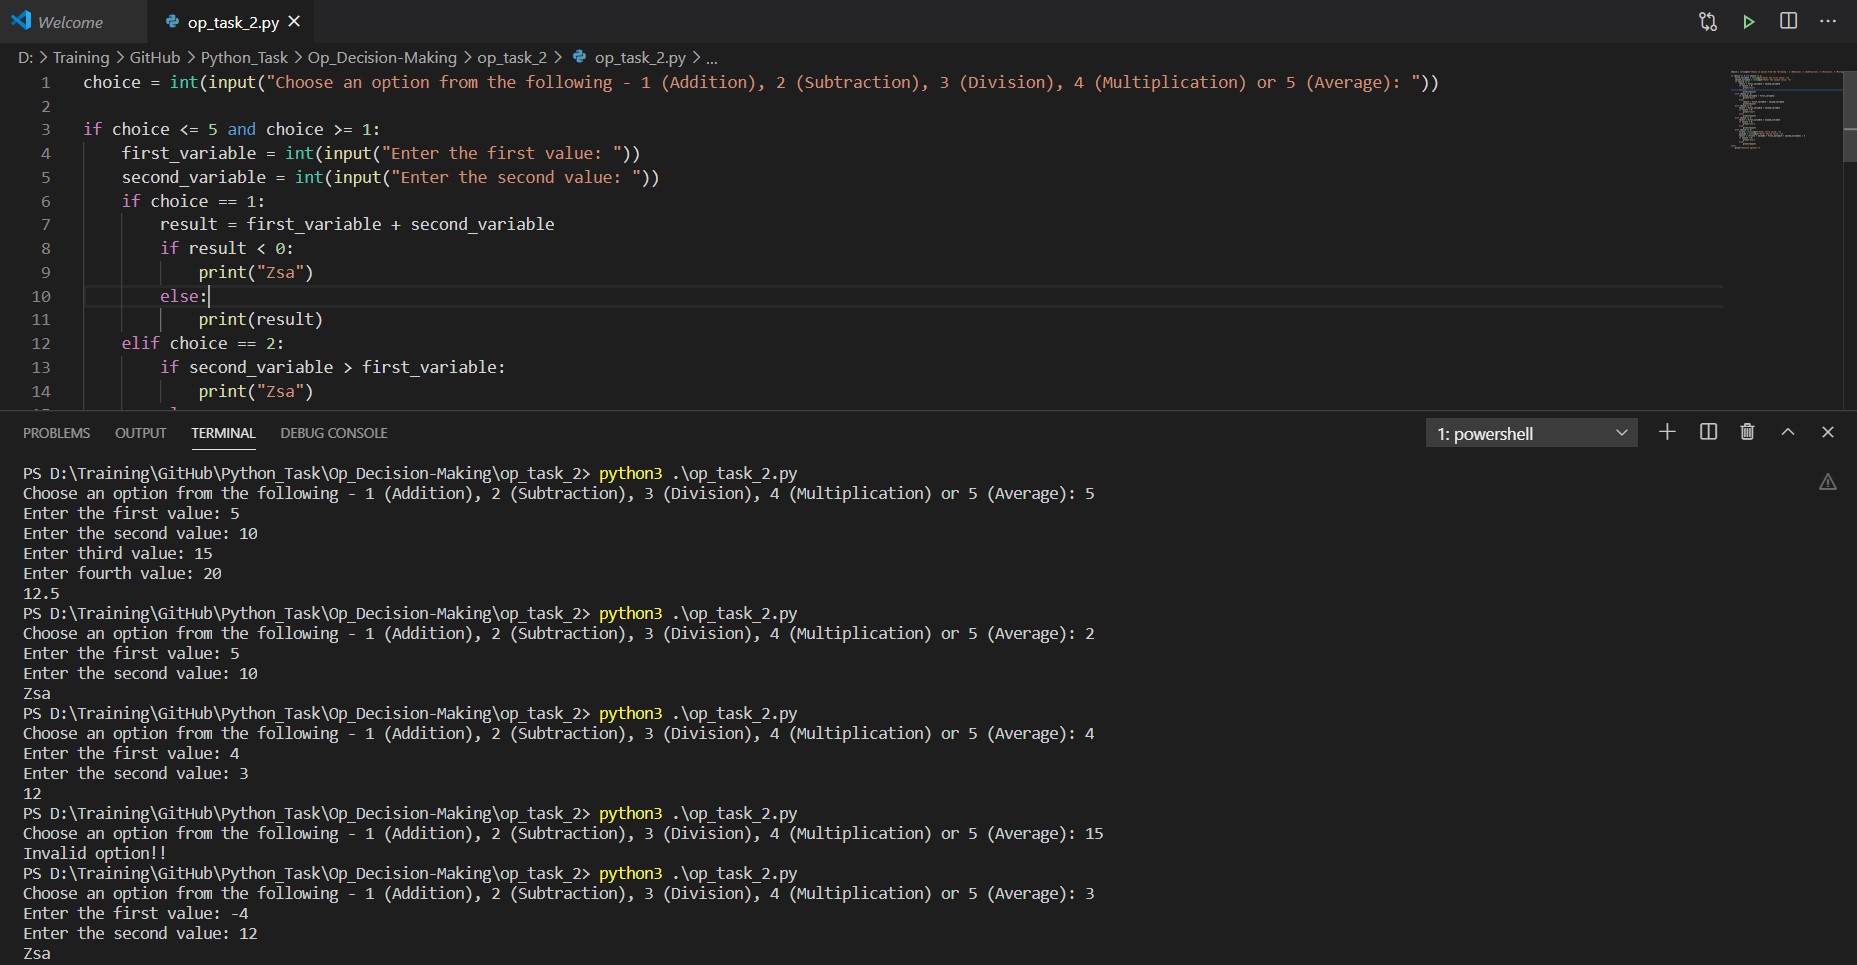 Welcome
op_task_2.py
D: > Training > GitHub > Python_Task > Op_Decision-Making > op_task_2 > op_task_2.py > ...
1 choice = int(input("Choose an option from the following - 1 (Addition), 2 (Subtraction), 3 (Division), 4 (Multiplication) or 5 (Average): "))
2
3 if choice <= 5 and choice >= 1:
4     first_variable = int(input("Enter the first value: "))
5     second_variable = int(input("Enter the second value: "))
6     if choice == 1:
7         result = first_variable + second_variable
8         if result < 0:
9             print("Zsa")
10         else:
11             print(result)
12     elif choice == 2:
13         if second_variable > first_variable:
14             print("Zsa")
PROBLEMS OUTPUT TERMINAL DEBUG CONSOLE 1: powershell
PS D:\Training\GitHub\Python_Task\Op_Decision-Making\op_task_2> python3 .\op_task_2.py
Choose an option from the following - 1 (Addition), 2 (Subtraction), 3 (Division), 4 (Multiplication) or 5 (Average): 5
Enter the first value: 5
Enter the second value: 10
Enter third value: 15
Enter fourth value: 20
12.5
PS D:\Training\GitHub\Python_Task\Op_Decision-Making\op_task_2> python3 .\op_task_2.py
Choose an option from the following - 1 (Addition), 2 (Subtraction), 3 (Division), 4 (Multiplication) or 5 (Average): 2
Enter the first value: 5
Enter the second value: 10
Zsa
PS D:\Training\GitHub\Python_Task\Op_Decision-Making\op_task_2> python3 .\op_task_2.py
Choose an option from the following - 1 (Addition), 2 (Subtraction), 3 (Division), 4 (Multiplication) or 5 (Average): 4
Enter the first value: 4
Enter the second value: 3
12
PS D:\Training\GitHub\Python_Task\Op_Decision-Making\op_task_2> python3 .\op_task_2.py
Choose an option from the following - 1 (Addition), 2 (Subtraction), 3 (Division), 4 (Multiplication) or 5 (Average): 15
Invalid option!!
PS D:\Training\GitHub\Python_Task\Op_Decision-Making\op_task_2> python3 .\op_task_2.py
Choose an option from the following - 1 (Addition), 2 (Subtraction), 3 (Division), 4 (Multiplication) or 5 (Average): 3
Enter the first value: -4
Enter the second value: 12
Zsa